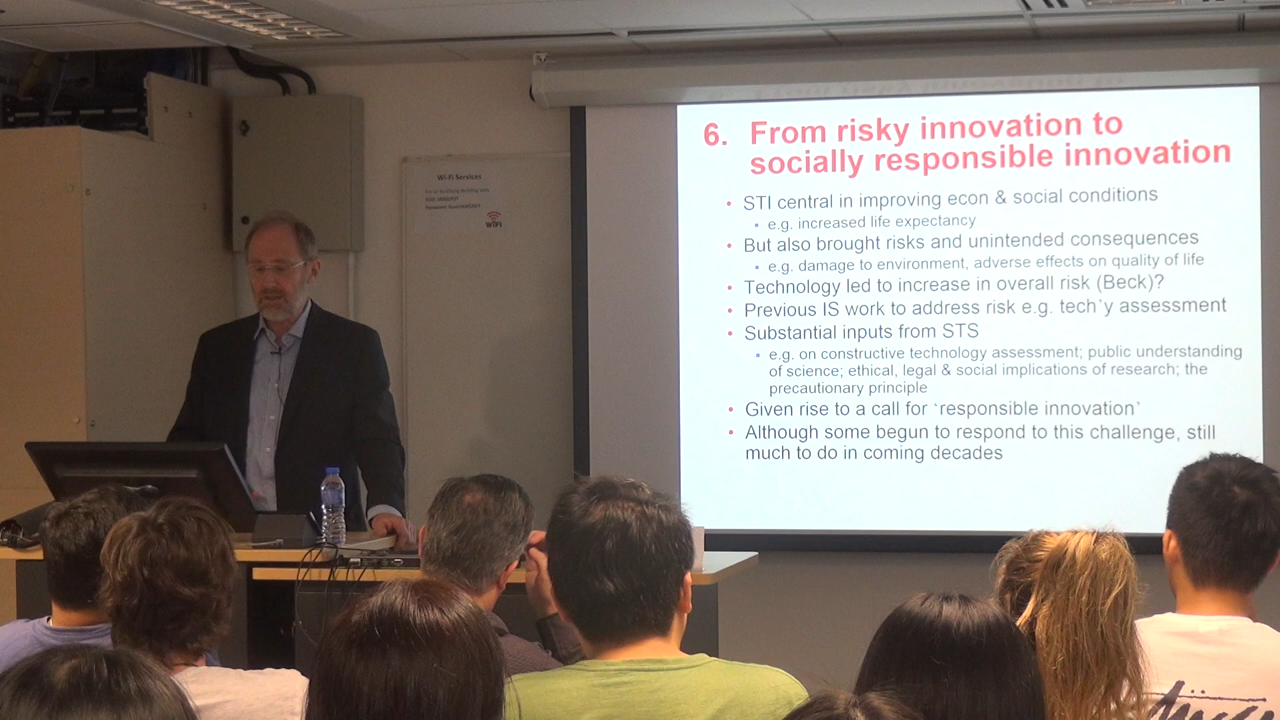 Wi-Fi Services
WiFi
6. From risky innovation to
socially responsible innovation
• STI central in improving econ & social conditions
• e.g. increased life expectancy
• But also brought risks and unintended consequences
• e.g. damage to environment, adverse effects on quality of life
• Technology led to increase in overall risk (Beck)?
• Previous IS work to address risk e.g. tech`y assessment
• Substantial inputs from STS
• e.g. on constructive technology assessment; public understanding
of science; ethical, legal & social implications of research; the
precautionary principle
• Given rise to a call for `responsible innovation`
• Although some begun to respond to this challenge, still
much to do in coming decades